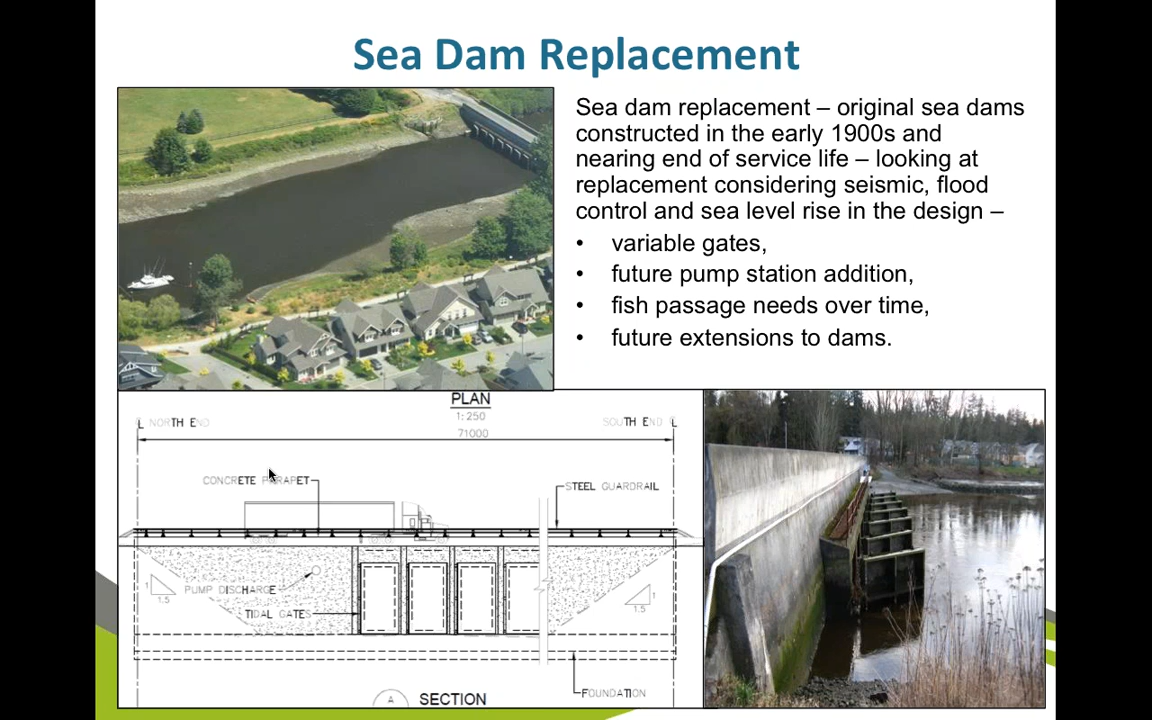 Sea Dam Replacement
Sea dam replacement – original sea dams
constructed in the early 1900s and
nearing end of service life – looking at
replacement considering seismic, flood
control and sea level rise in the design –
• variable gates,
• future pump station addition,
• fish passage needs over time,
• future extensions to dams.
PLAN
1: 250
71000
NORTH END
SOUTH END
CONCRETE PARAPET
STEEL GUARDRAIL
PUMP DISCHARGE
1
1.5
1
1.5
TIDAL GATES
FOUNDATION
A SECTION